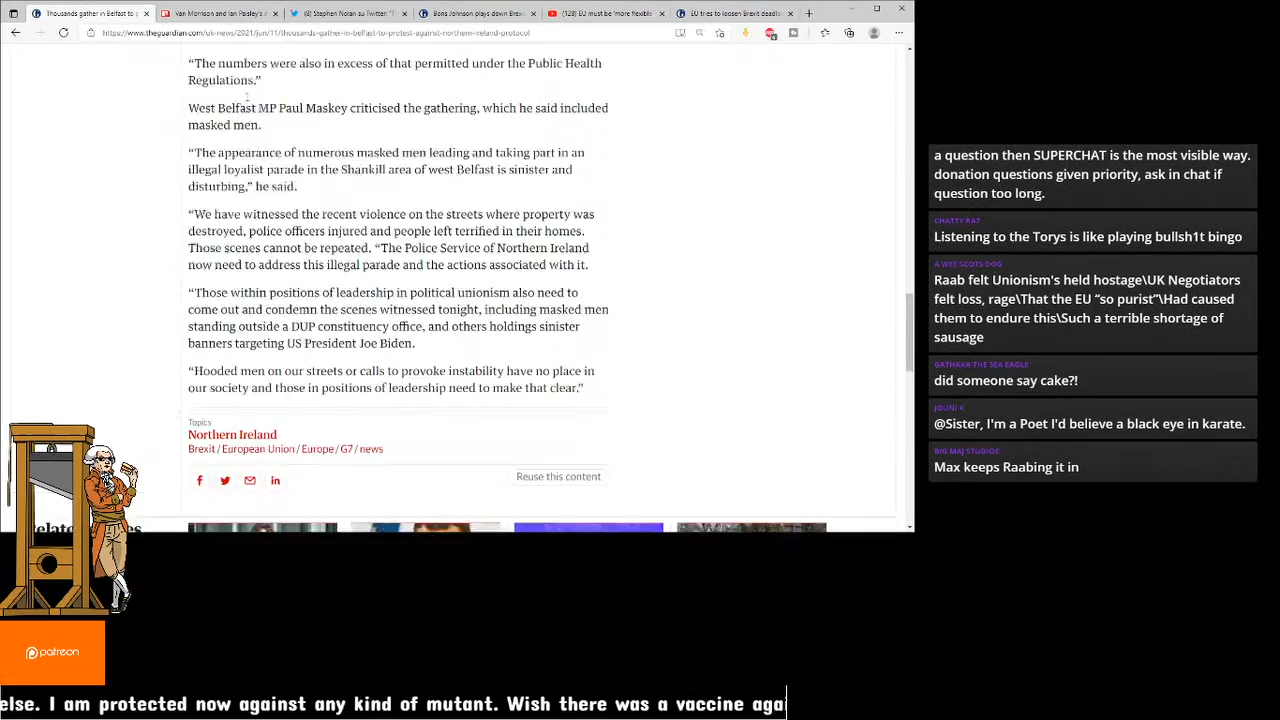 Thousands gather in Belfast to p
Van Morrison and Ian Paisley's a
(8) Stephen Nolan su Twitter: "T
Boris Johnson plays down Brex
(128) EU must be 'more flexible
EU tries to loosen Brexit deadlo
https://www.theguardian.com/uk-news/2021/jun/11/thousands-gather-in-belfast-to-protest-against-northern-ireland-protocol
“The numbers were also in excess of that permitted under the Public Health
Regulations.”
West Belfast MP Paul Maskey criticised the gathering, which he said included
masked men.
“The appearance of numerous masked men leading and taking part in an
illegal loyalist parade in the Shankill area of west Belfast is sinister and
disturbing,” he said.
“We have witnessed the recent violence on the streets where property was
destroyed, police officers injured and people left terrified in their homes.
Those scenes cannot be repeated. “The Police Service of Northern Ireland
now need to address this illegal parade and the actions associated with it.
“Those within positions of leadership in political unionism also need to
come out and condemn the scenes witnessed tonight, including masked men
standing outside a DUP constituency office, and others holdings sinister
banners targeting US President Joe Biden.
“Hooded men on our streets or calls to provoke instability have no place in
our society and those in positions of leadership need to make that clear.”
Topics
Northern Ireland
Brexit / European Union / Europe / G7 / news
Reuse this content
a question then SUPERCHAT is the most visible way.
donation questions given priority, ask in chat if
question too long.
CHATTY RAT
Listening to the Torys is like playing bullsh1t bingo
A WEE SCOTS DOG
Raab felt Unionism's held hostage\UK Negotiators
felt loss, rage\That the EU “so purist”\Had caused
them to endure this\Such a terrible shortage of
sausage
GATHAKA THE SEA EAGLE
did someone say cake?!
JOUNI K
@Sister, I'm a Poet I'd believe a black eye in karate.
BIG MAJ STUDIOS
Max keeps Raabing it in
patreon
else. I am protected now against any kind of mutant. Wish there was a vaccine agai